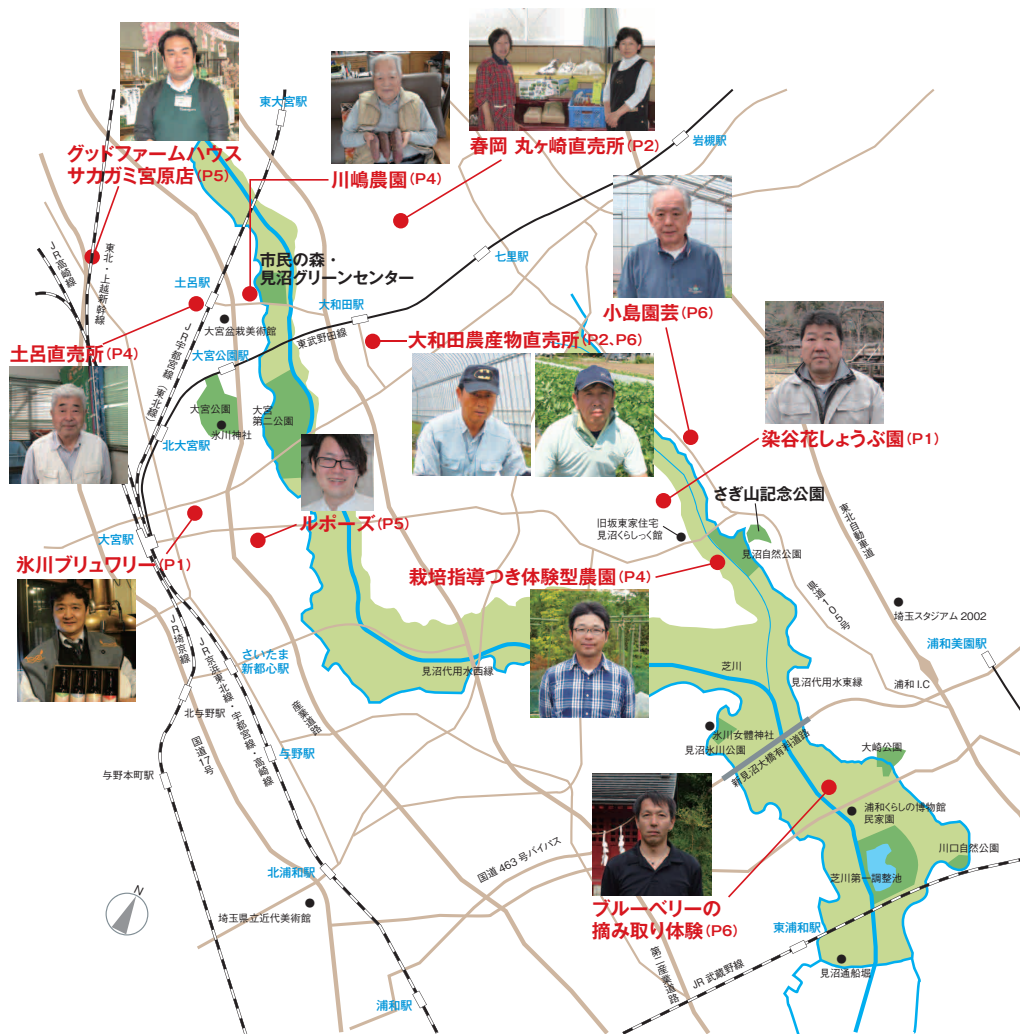 東大宮駅
岩槻駅
グッドファームハウス
サカガミ宮原店(P5)
川嶋農園(P4)
春岡 丸ヶ崎直売所(P2)
七里駅
JR高崎線
東北・上越新幹線
土呂駅
市民の森・
見沼グリーンセンター
大和田駅
小島園芸(P6)
大宮盆栽美術館
東武野田線
土呂直売所(P4)
大宮公園駅
大和田農産物直売所(P2、P6)
JR宇都宮線(東北線)
大宮公園
氷川神社
大宮
第二公園
北大宮駅
染谷花しょうぶ園(P1)
さぎ山記念公園
大宮駅
ルポーズ(P5)
旧坂東家住宅
見沼くらしっく館
見沼自然公園
東北自動車道
氷川ブリュワリー(P1)
栽培指導つき体験型農園(P4)
県道105号
埼玉スタジアム2002
浦和美園駅
JR埼京線
JR京浜東北線・宇都宮線・高崎線
さいたま
新都心駅
見沼代用水西縁
芝川
見沼代用水東縁
浦和I.C
北与野駅
国道17号
産業道路
与野駅
氷川女體神社
見沼氷川公園
新見沼大橋有料道路
大崎公園
与野本町駅
浦和くらしの博物館
民家園
川口自然公園
国道463号バイパス
北浦和駅
芝川第一調整池
N
埼玉県立近代美術館
ブルーベリーの
摘み取り体験(P6)
東浦和駅
第二産業道路
JR武蔵野線
見沼通船堀
浦和駅